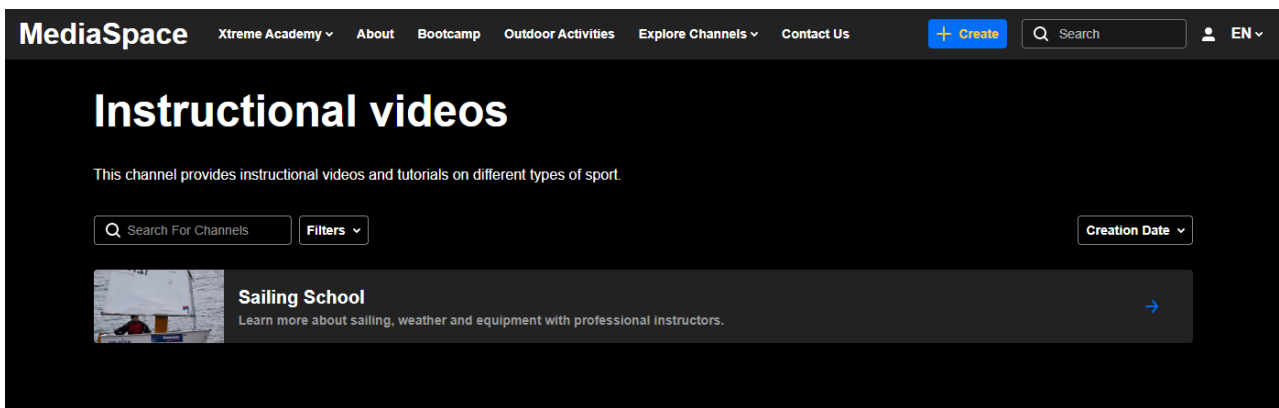 MediaSpace
Xtreme Academy
About
Bootcamp
Outdoor Activities
Explore Channels
Contact Us
+ Create
Search
EN
Instructional videos
This channel provides instructional videos and tutorials on different types of sport.
Search For Channels
Filters
Creation Date
Sailing School
Learn more about sailing, weather and equipment with professional instructors.